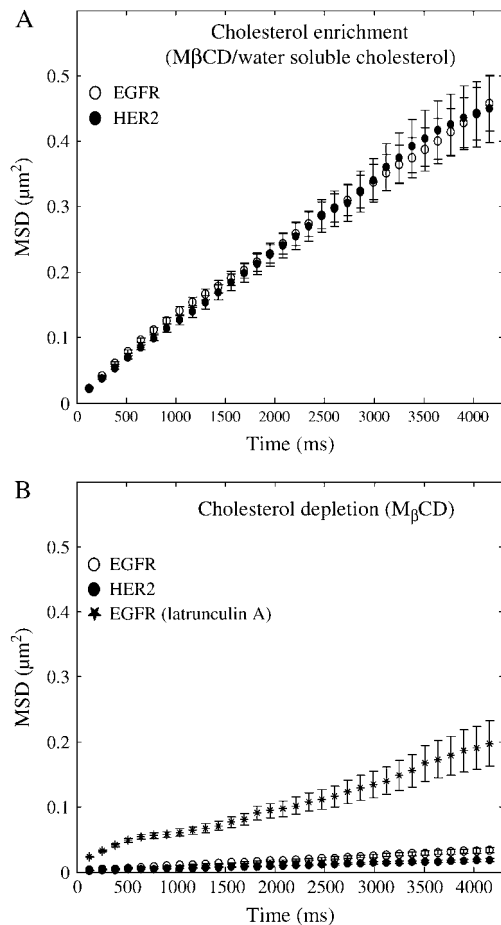 A
Cholesterol enrichment
(MβCD/water soluble cholesterol)
EGFR
HER2
MSD (μm²)
0.5
0.4
0.3
0.2
0.1
0
0 500 1000 1500 2000 2500 3000 3500 4000
Time (ms)
B
Cholesterol depletion (MβCD)
EGFR
HER2
EGFR (latrunculin A)
MSD (μm²)
0.5
0.4
0.3
0.2
0.1
0
0 500 1000 1500 2000 2500 3000 3500 4000
Time (ms)